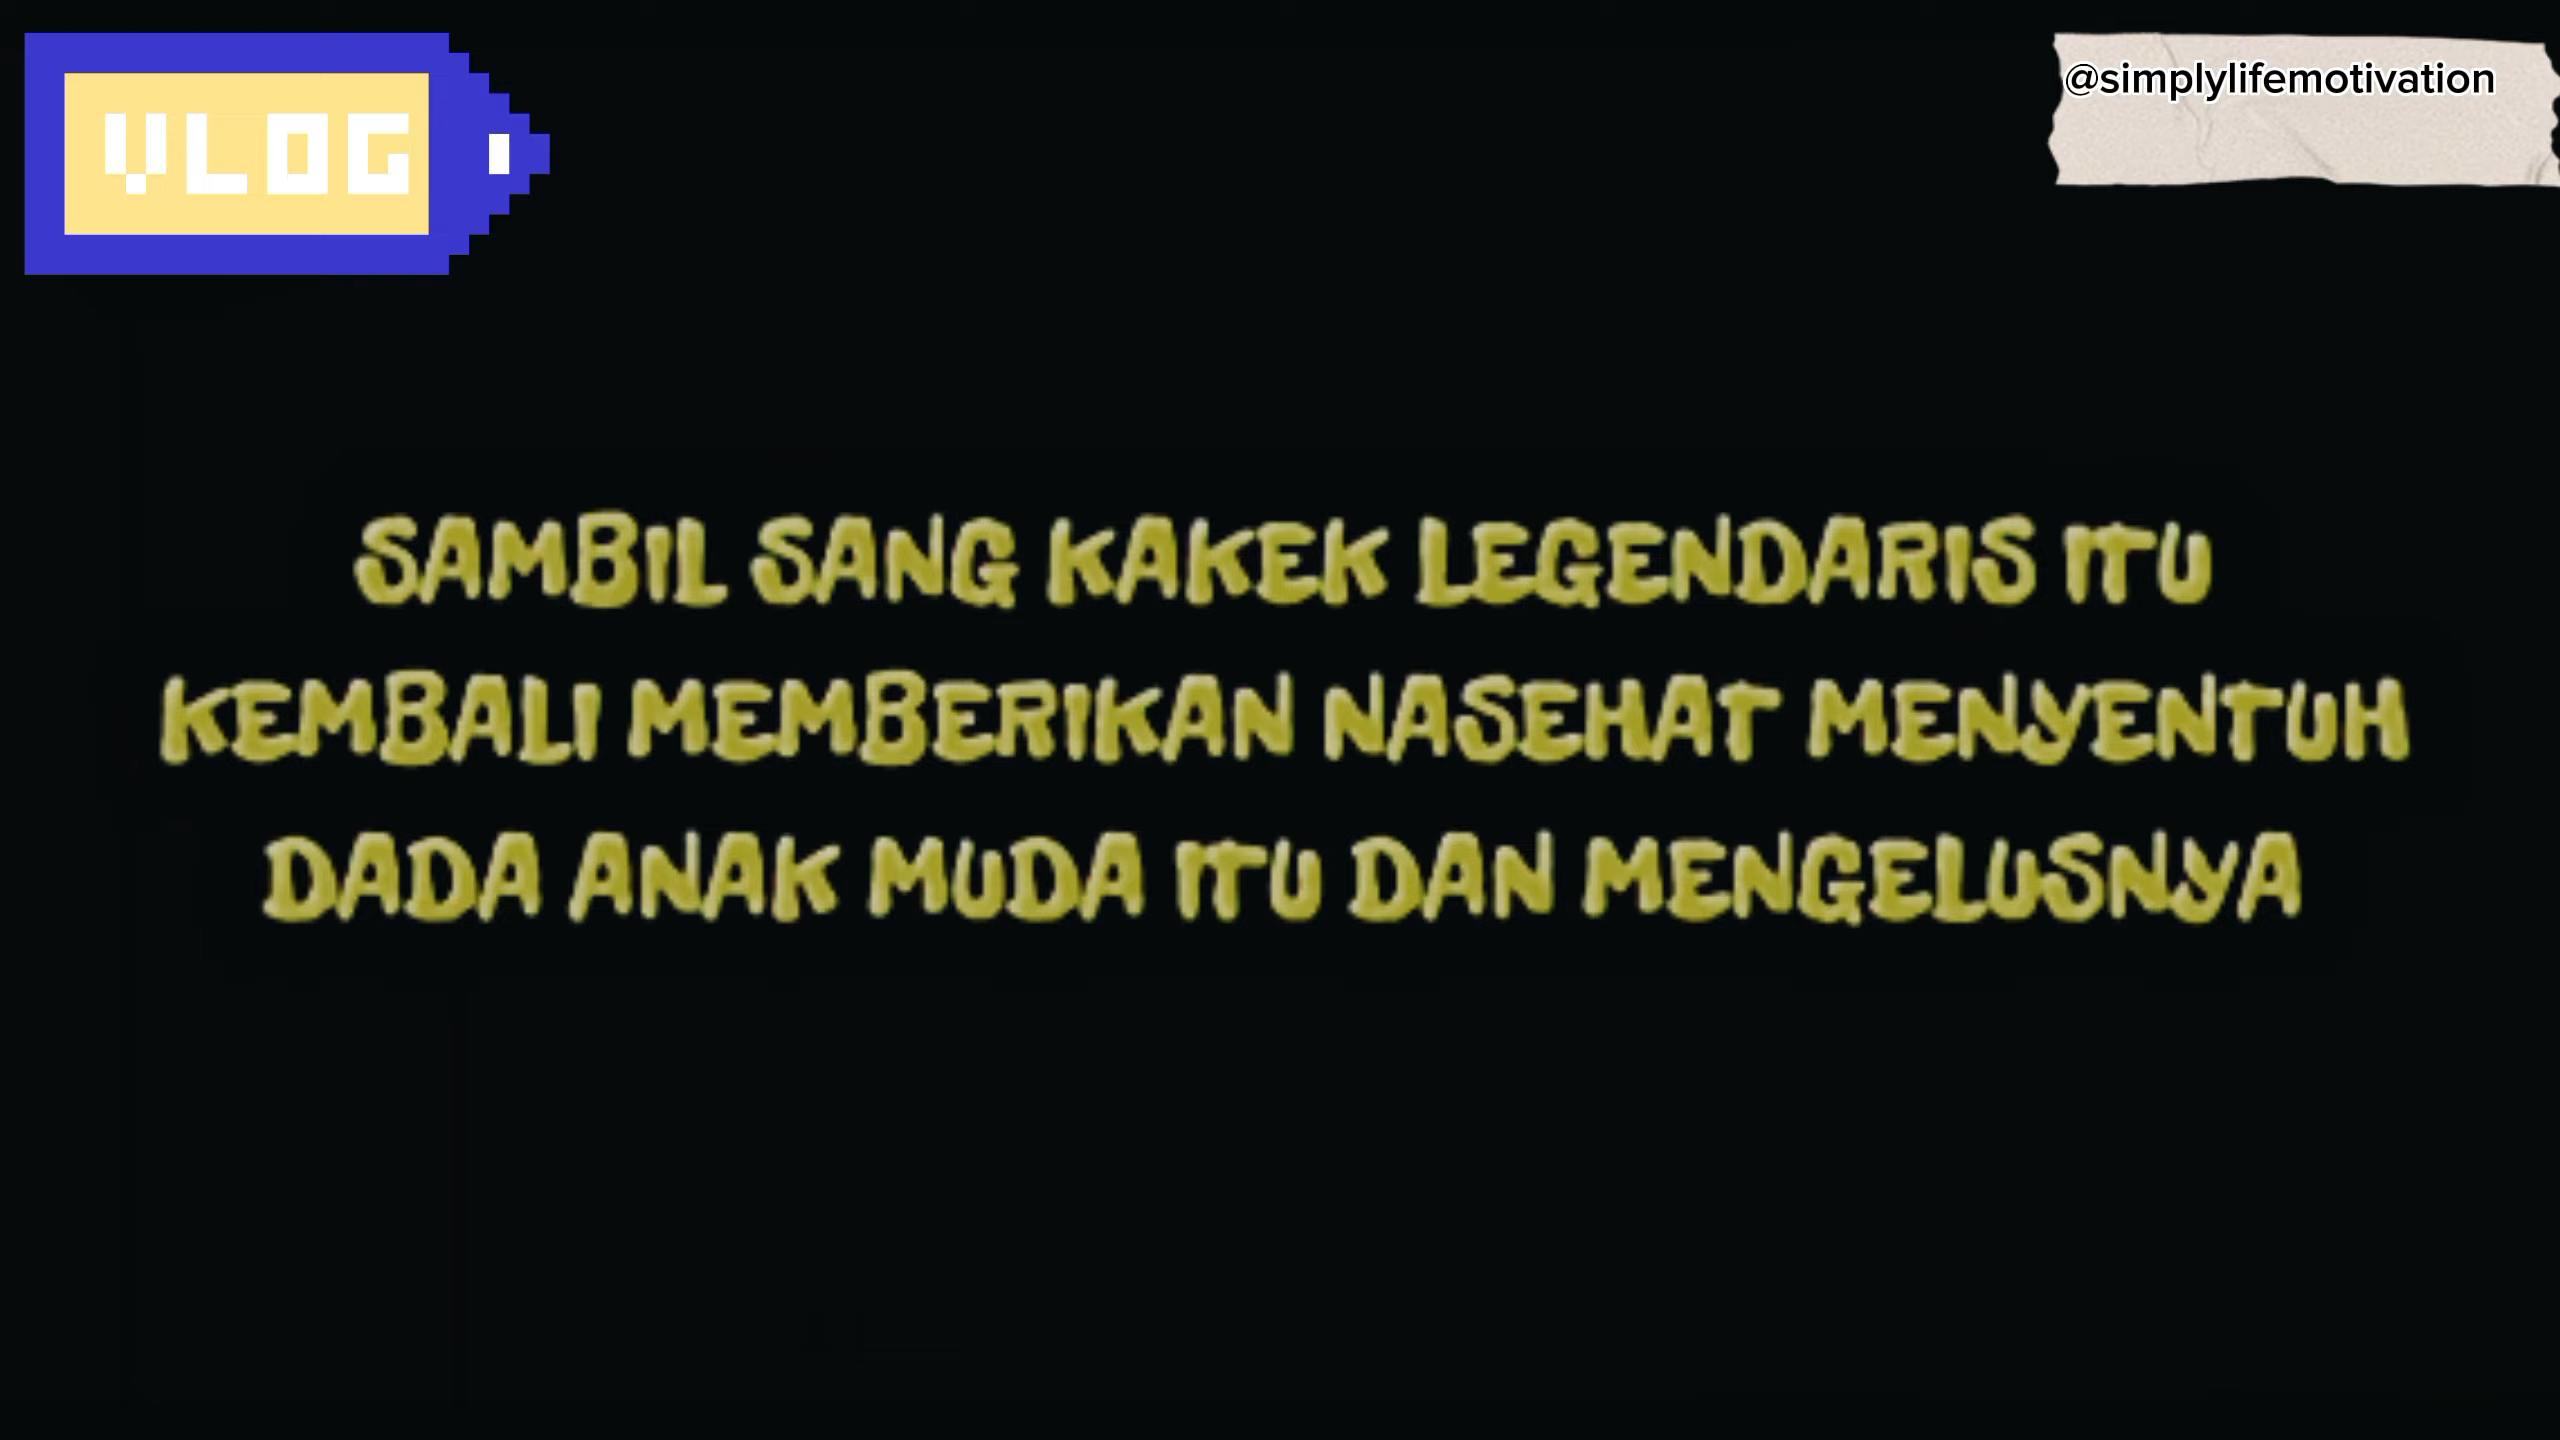 VLOG
@simplylifemotivation
SAMBIL SANG KAKEK LEGENDARIS ITU
KEMBALI MEMBERIKAN NASEHAT MENYENTUH
DADA ANAK MUDA ITU DAN MENGELUSNYA